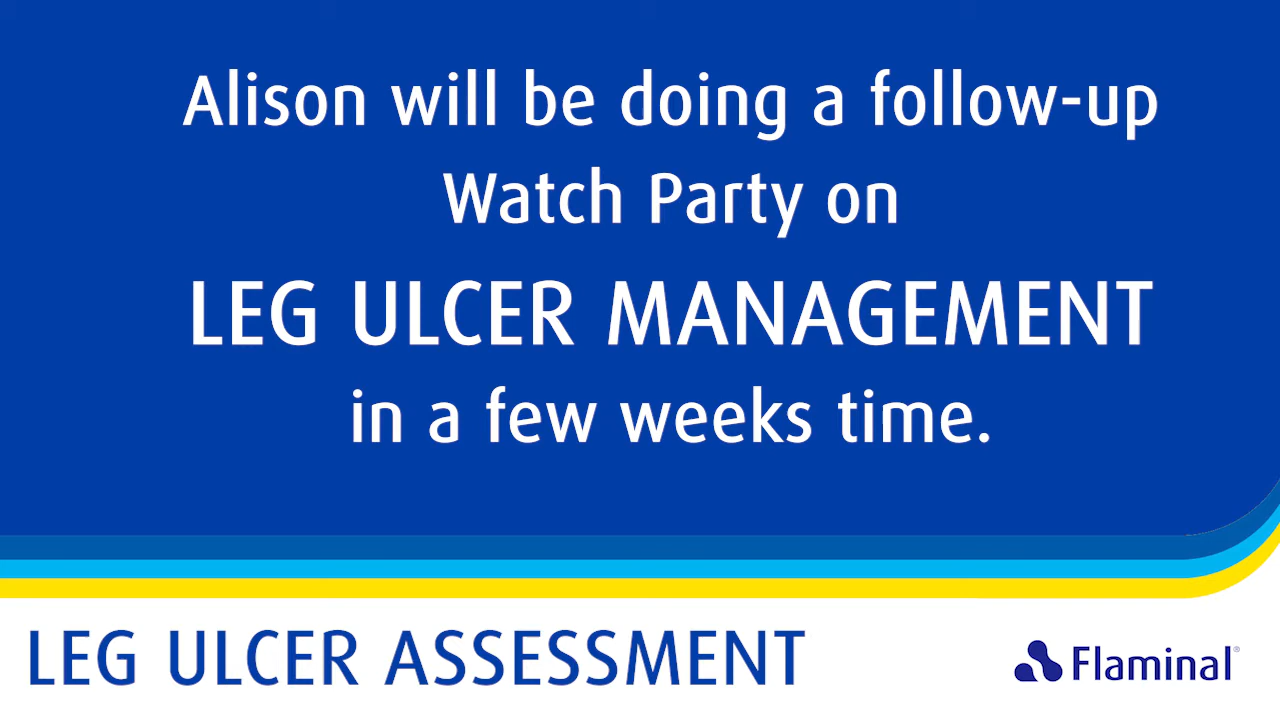 Alison will be doing a follow-up
Watch Party on
LEG ULCER MANAGEMENT
in a few weeks time.
LEG ULCER ASSESSMENT
Flaminal®